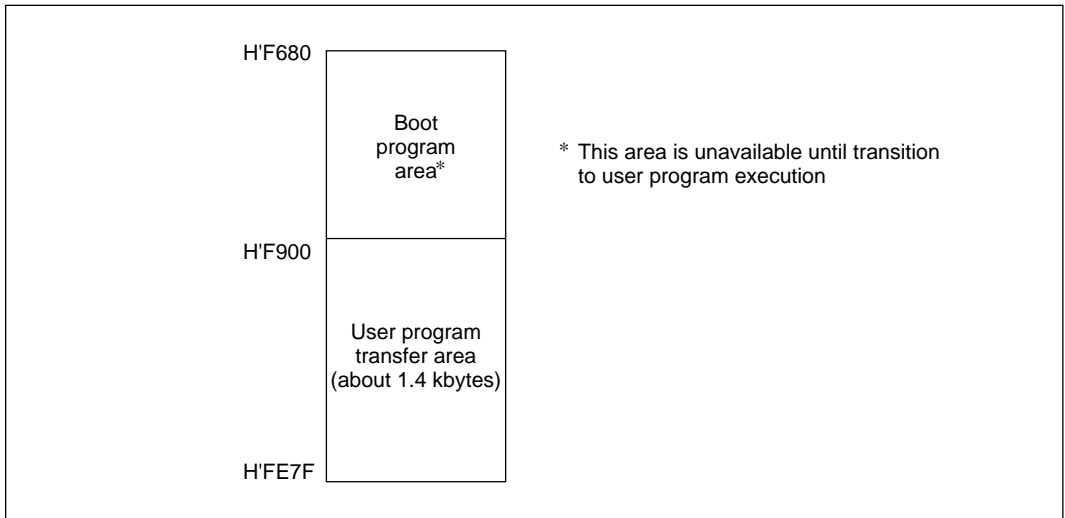 H'F680
Boot
program
area*
* This area is unavailable until transition
to user program execution
H'F900
User program
transfer area
(about 1.4 kbytes)
H'FE7F